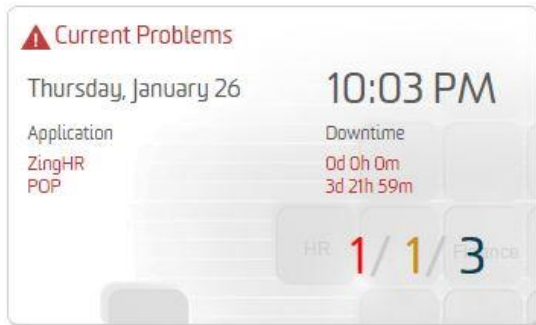 Current Problems
Thursday, January 26 10:03 PM
Application Downtime
ZingHR 0d 0h 0m
POP 3d 21h 59m
HR 1 / 1 / 3 Finance